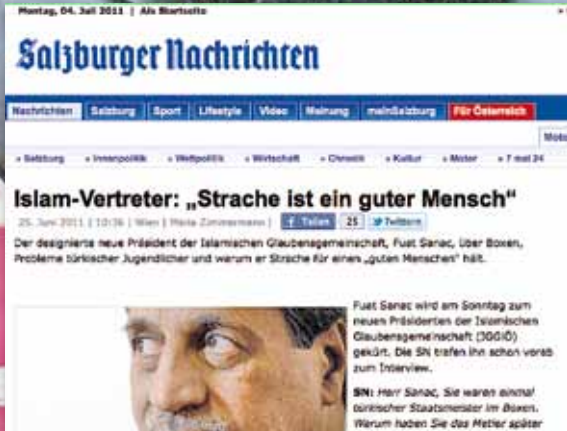 Montag, 04. Juli 2011 | Als Startseite
Salzburger Nachrichten
Nachrichten Salzburg Sport Lifestyle Video Meinung meinSalzburg Für Österreich
Moto
» Salzburg » Innenpolitik » Weltpolitik » Wirtschaft » Chronik » Kultur » Motor » 7 mal 24
Islam-Vertreter: „Strache ist ein guter Mensch“
25. Juni 2011 | 10:36 | Wien | Maria Zimmermann | Teilen 25 Twittern
Der designierte neue Präsident der Islamischen Glaubensgemeinschaft, Fuat Sanac, über Boxen,
Probleme türkischer Jugendlicher und warum er Strache für einen „guten Menschen“ hält.
Fuat Sanac wird am Sonntag zum
neuen Präsidenten der Islamischen
Glaubensgemeinschaft (IGGiÖ)
gekürt. Die SN trafen ihn schon vorab
zum Interview.
SN: Herr Sanac, Sie waren einmal
türkischer Staatsmeister im Boxen.
Warum haben Sie das Metier später